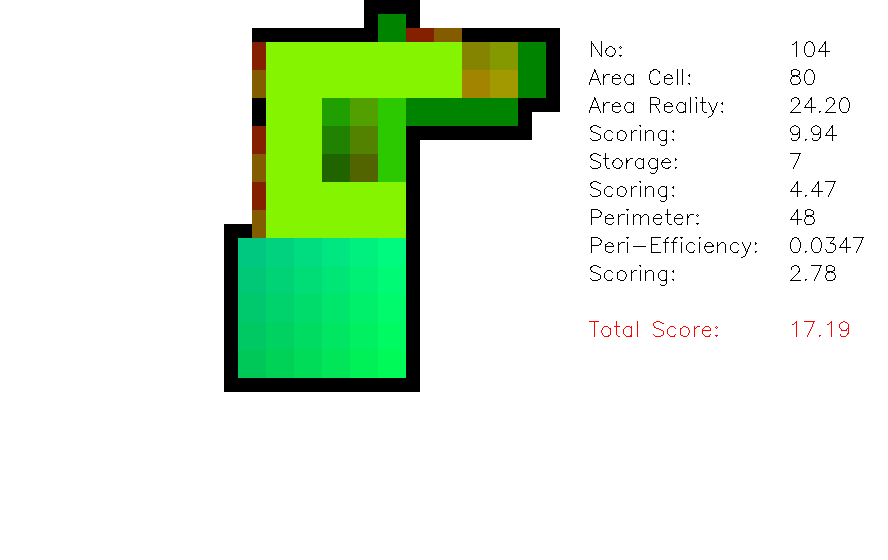 No: 104
Area Cell: 80
Area Reality: 24.20
Scoring: 9.94
Storage: 7
Scoring: 4.47
Perimeter: 48
Peri-Efficiency: 0.0347
Scoring: 2.78
Total Score: 17.19